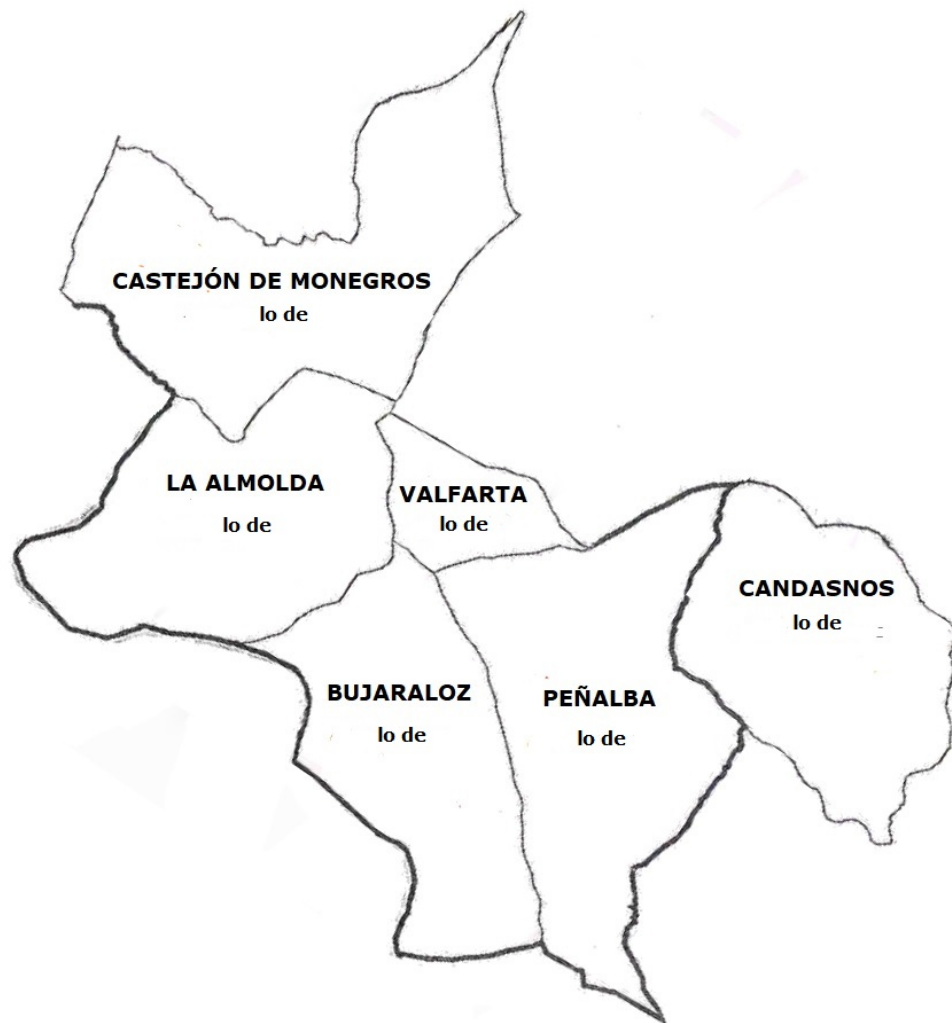 CASTEJÓN DE MONEGROS
lo de
LA ALMOLDA
lo de
VALFARTA
lo de
CANDASNOS
lo de
BUJARALOZ
lo de
PEÑALBA
lo de